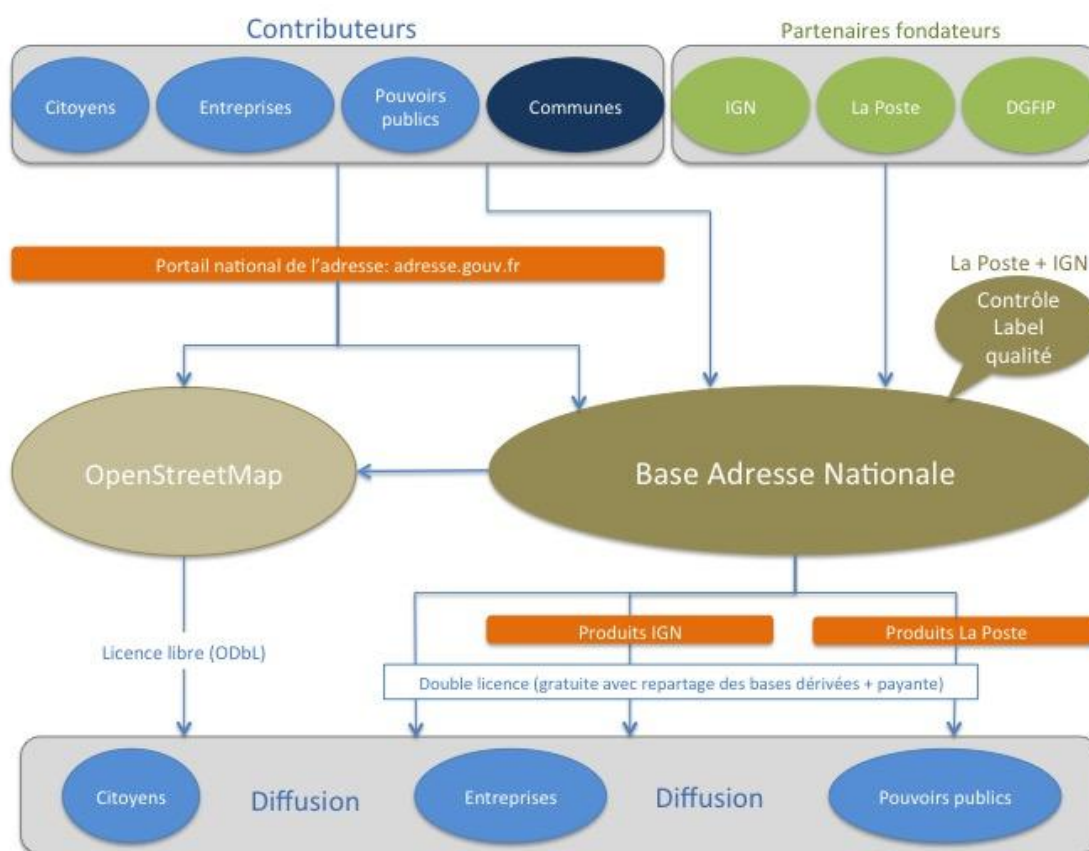 Contributeurs
Partenaires fondateurs
Citoyens
Entreprises
Pouvoirs
publics
Communes
IGN
La Poste
DGFIP
Portail national de l'adresse: adresse.gouv.fr
La Poste + IGN
Contrôle
Label
qualité
OpenStreetMap
Base Adresse Nationale
Produits IGN
Produits La Poste
Licence libre (ODbL)
Double licence (gratuite avec repartage des bases dérivées + payante)
Citoyens
Diffusion
Entreprises
Diffusion
Pouvoirs publics